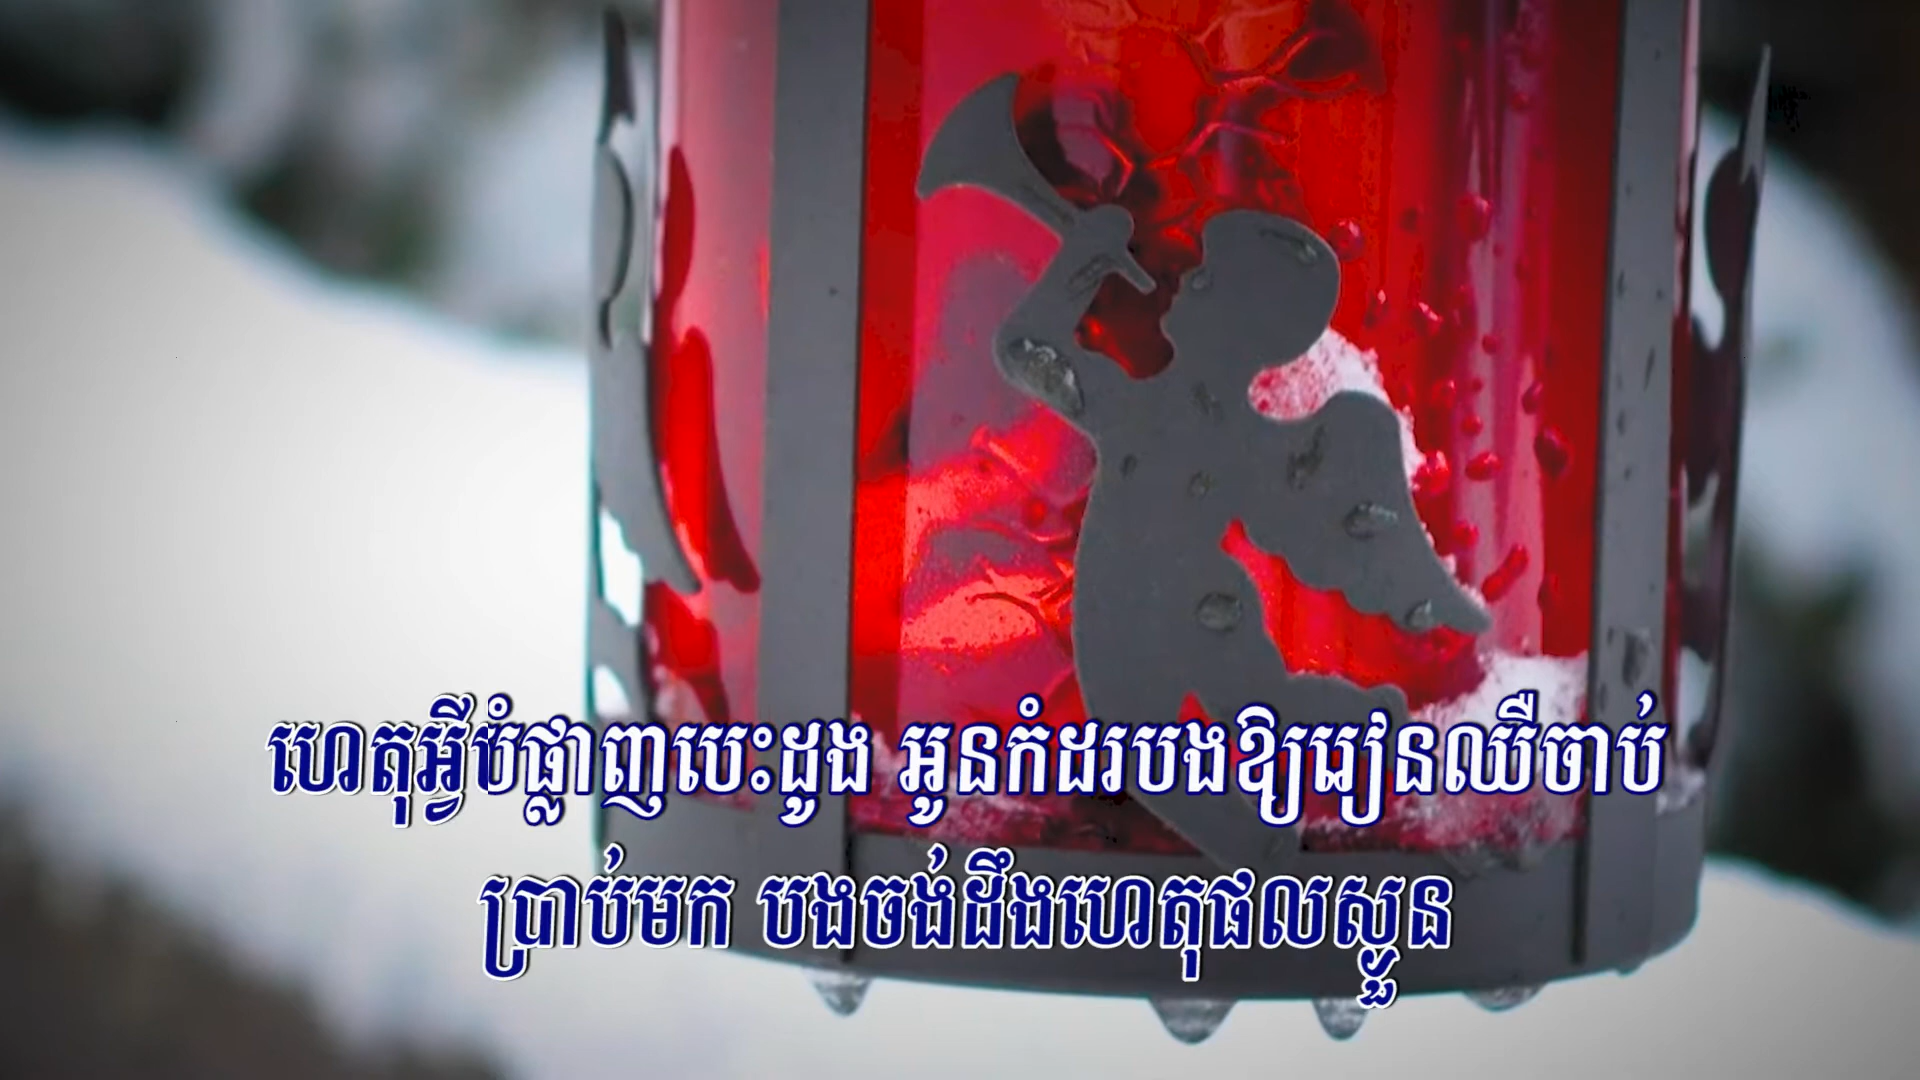 ហេតុអ្វីបំផ្លាញបេះដូង អូនកំដរបងឱ្យរៀនឈឺចាប់
ប្រាប់មក បងចង់ដឹងហេតុផលស្ងួន